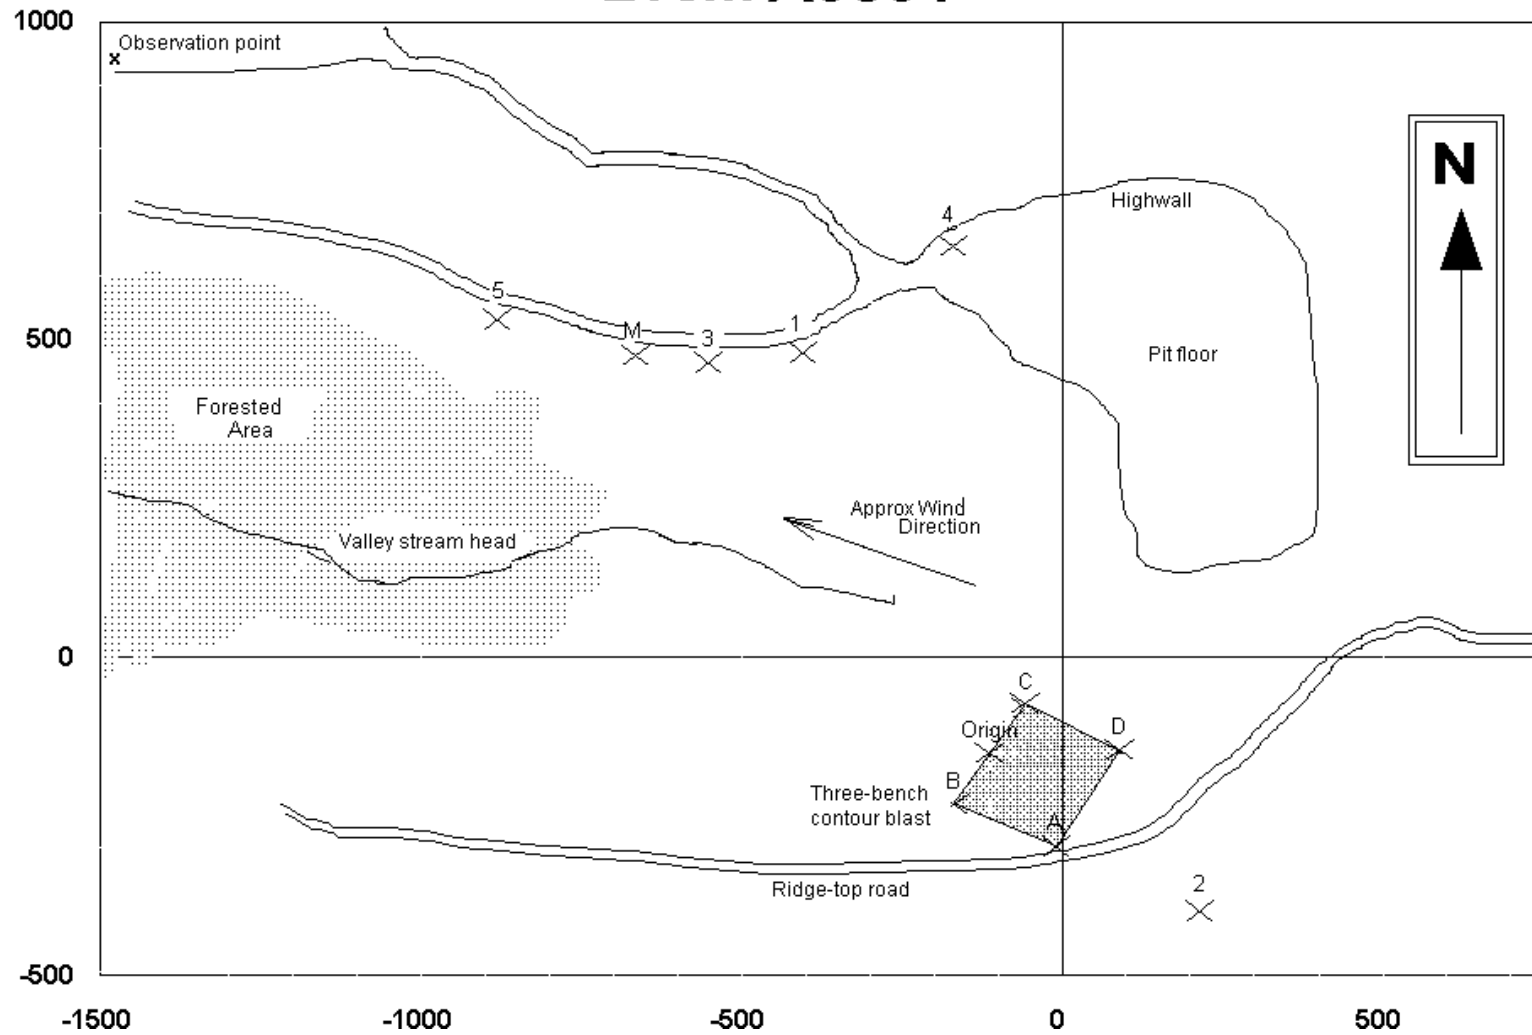 1000
Observation point
x
N
4
Highwall
5
M
3
1
500
Pit floor
Forested
Area
Approx Wind
Direction
Valley stream head
0
C
Origin
D
B
Three-bench
contour blast
A
2
Ridge-top road
-500
-1500
-1000
-500
0
500